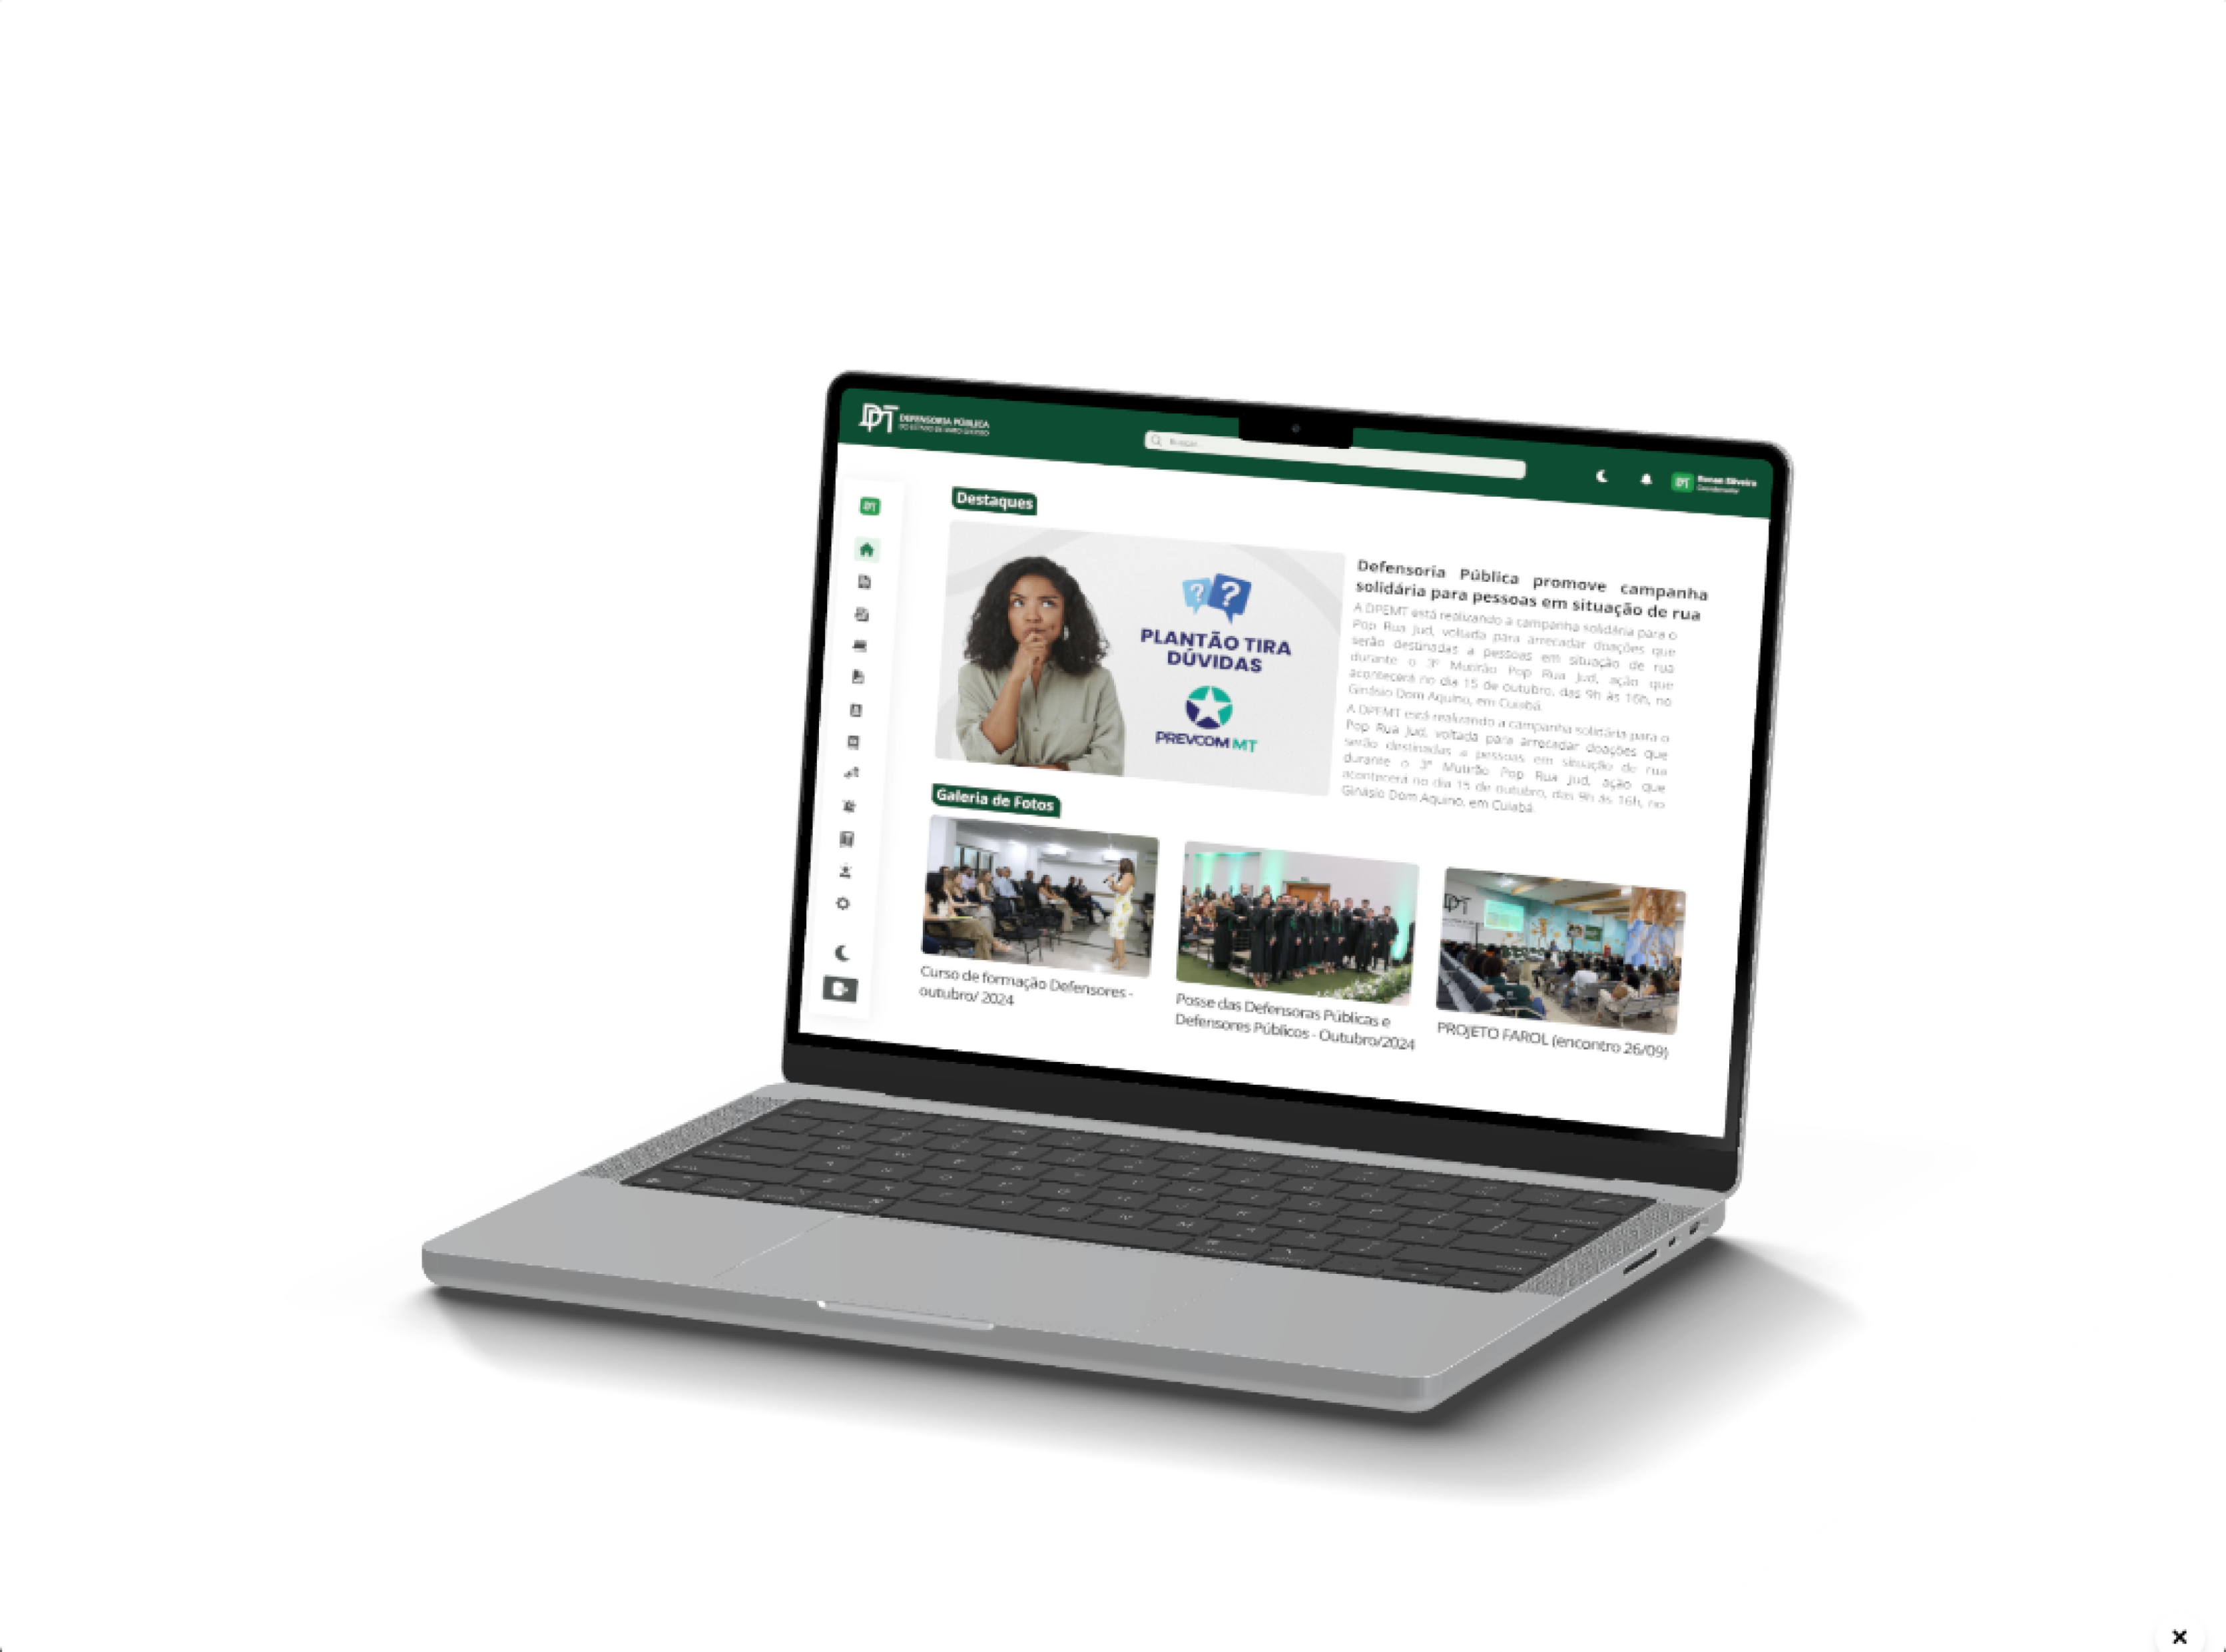 DEFENSORIA PÚBLICA
DO ESTADO DE MATO GROSSO
Buscar
Renan Silveira
Coordenador
Destaques
PLANTÃO TIRA
DÚVIDAS
PREVCOM MT
Defensoria Pública promove campanha
solidária para pessoas em situação de rua
A DPEMT está realizando a campanha solidária para o
Pop Rua Jud, voltada para arrecadar doações que
serão destinadas a pessoas em situação de rua
durante o 3º Mutirão Pop Rua Jud, ação que
acontecerá no dia 15 de outubro, das 9h às 16h, no
Ginásio Dom Aquino, em Cuiabá.
A DPEMT está realizando a campanha solidária para o
Pop Rua Jud, voltada para arrecadar doações que
serão destinadas a pessoas em situação de rua
durante o 3º Mutirão Pop Rua Jud, ação que
acontecerá no dia 15 de outubro, das 9h às 16h, no
Ginásio Dom Aquino, em Cuiabá.
Galeria de Fotos
Curso de formação Defensores -
outubro/ 2024
Posse das Defensoras Públicas e
Defensores Públicos - Outubro/2024
PROJETO FAROL (encontro 26/09)